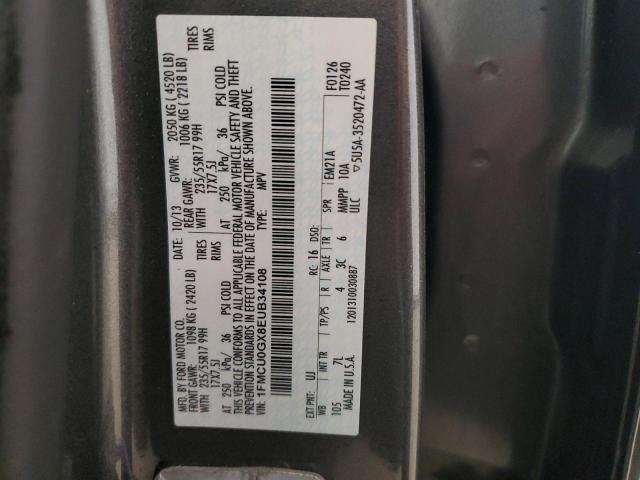 MFD. BY FORD MOTOR CO. DATE: 10/13 GVWR: 2050 KG ( 4520 LB)
FRONT GAWR: 1098 KG ( 2420 LB) REAR GAWR: 1006 KG ( 2218 LB)
235/55R17 99H TIRES WITH 235/55R17 99H TIRES
17X7.5J RIMS 17X7.5J RIMS
AT 250 kPa/ 36 PSI COLD AT 250 kPa/ 36 PSI COLD
THIS VEHICLE CONFORMS TO ALL APPLICABLE FEDERAL MOTOR VEHICLE SAFETY AND THEFT
PREVENTION STANDARDS IN EFFECT ON THE DATE OF MANUFACTURE SHOWN ABOVE.
VIN: 1FMCU0GX8EUB34108 TYPE: MPV
EXT PNT: UJ RC: 16 DSO: F0126
WB INT TR TP/PS R AXLE TR SPR EM21A T0240
105 7L 4 3C 6 MMPP 10A
MADE IN U.S.A. 1201310030887 ULC ▽5U5A-3520472-AA